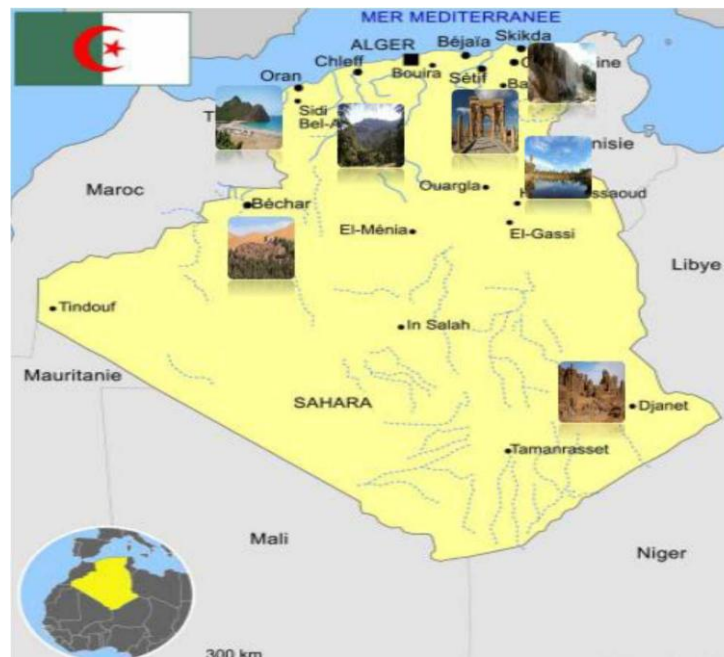 MER MEDITERRANEE
Skikda
ALGER
Béjaïa
Chleff
Bouira
Sétif
Oran
Sidi
Bel-A
Maroc
Ouargla
Béchar
El-Ménia
El-Gassi
Libye
Tindouf
In Salah
Mauritanie
SAHARA
Djanet
Tamanrasset
Mali
Niger
300 km